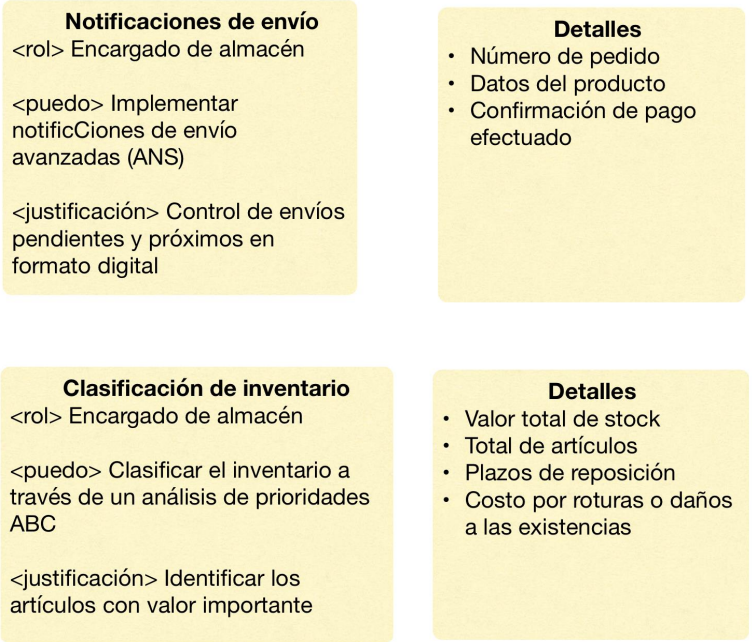 Notificaciones de envío
<rol> Encargado de almacén
<puedo> Implementar
notificCiones de envío
avanzadas (ANS)
<justificación> Control de envíos
pendientes y próximos en
formato digital
Detalles
• Número de pedido
• Datos del producto
• Confirmación de pago
efectuado
Clasificación de inventario
<rol> Encargado de almacén
<puedo> Clasificar el inventario a
través de un análisis de prioridades
ABC
<justificación> Identificar los
artículos con valor importante
Detalles
• Valor total de stock
• Total de artículos
• Plazos de reposición
• Costo por roturas o daños
a las existencias